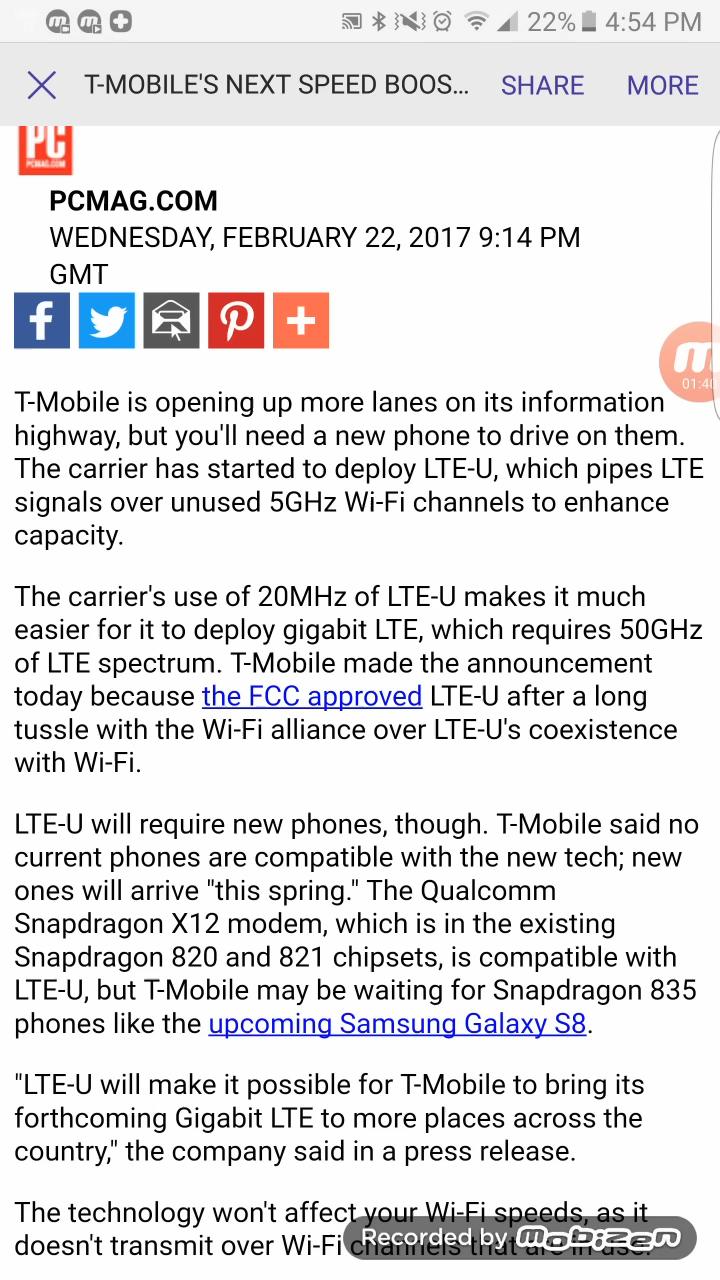 22% 4:54 PM
T-MOBILE'S NEXT SPEED BOOS... SHARE MORE
PC
PCMAG.COM
PCMAG.COM
WEDNESDAY, FEBRUARY 22, 2017 9:14 PM
GMT
01:40
T-Mobile is opening up more lanes on its information
highway, but you'll need a new phone to drive on them.
The carrier has started to deploy LTE-U, which pipes LTE
signals over unused 5GHz Wi-Fi channels to enhance
capacity.
The carrier's use of 20MHz of LTE-U makes it much
easier for it to deploy gigabit LTE, which requires 50GHz
of LTE spectrum. T-Mobile made the announcement
today because the FCC approved LTE-U after a long
tussle with the Wi-Fi alliance over LTE-U's coexistence
with Wi-Fi.
LTE-U will require new phones, though. T-Mobile said no
current phones are compatible with the new tech; new
ones will arrive "this spring." The Qualcomm
Snapdragon X12 modem, which is in the existing
Snapdragon 820 and 821 chipsets, is compatible with
LTE-U, but T-Mobile may be waiting for Snapdragon 835
phones like the upcoming Samsung Galaxy S8.
"LTE-U will make it possible for T-Mobile to bring its
forthcoming Gigabit LTE to more places across the
country," the company said in a press release.
The technology won't affect your Wi-Fi speeds, as it
doesn't transmit over Wi-Fi channels that are in use.
Recorded by mobizen